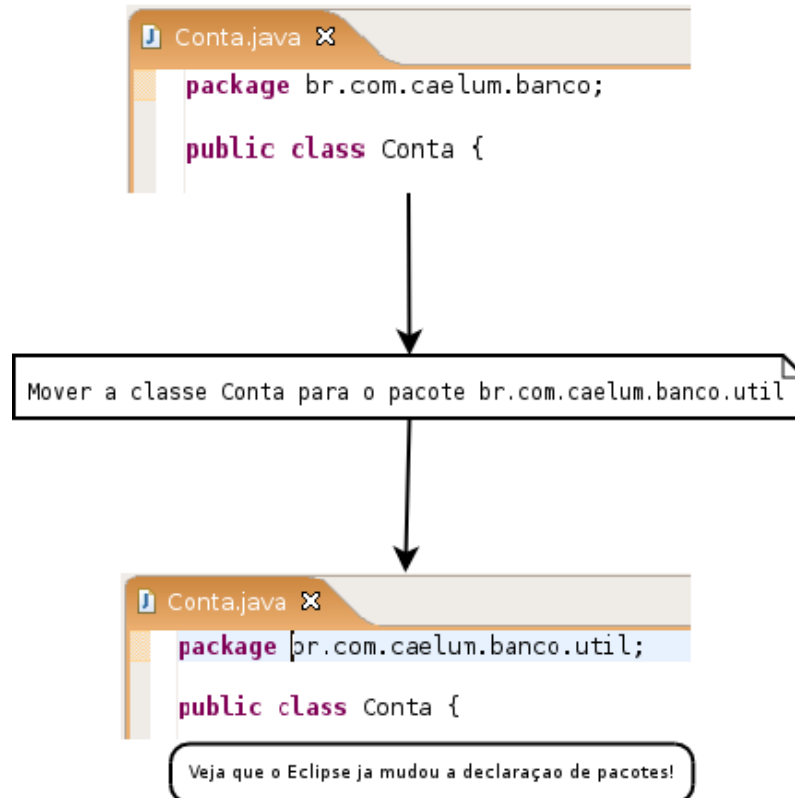 Conta.java
package br.com.caelum.banco;
public class Conta {
Mover a classe Conta para o pacote br.com.caelum.banco.util
Conta.java
package br.com.caelum.banco.util;
public class Conta {
Veja que o Eclipse ja mudou a declaraçao de pacotes!